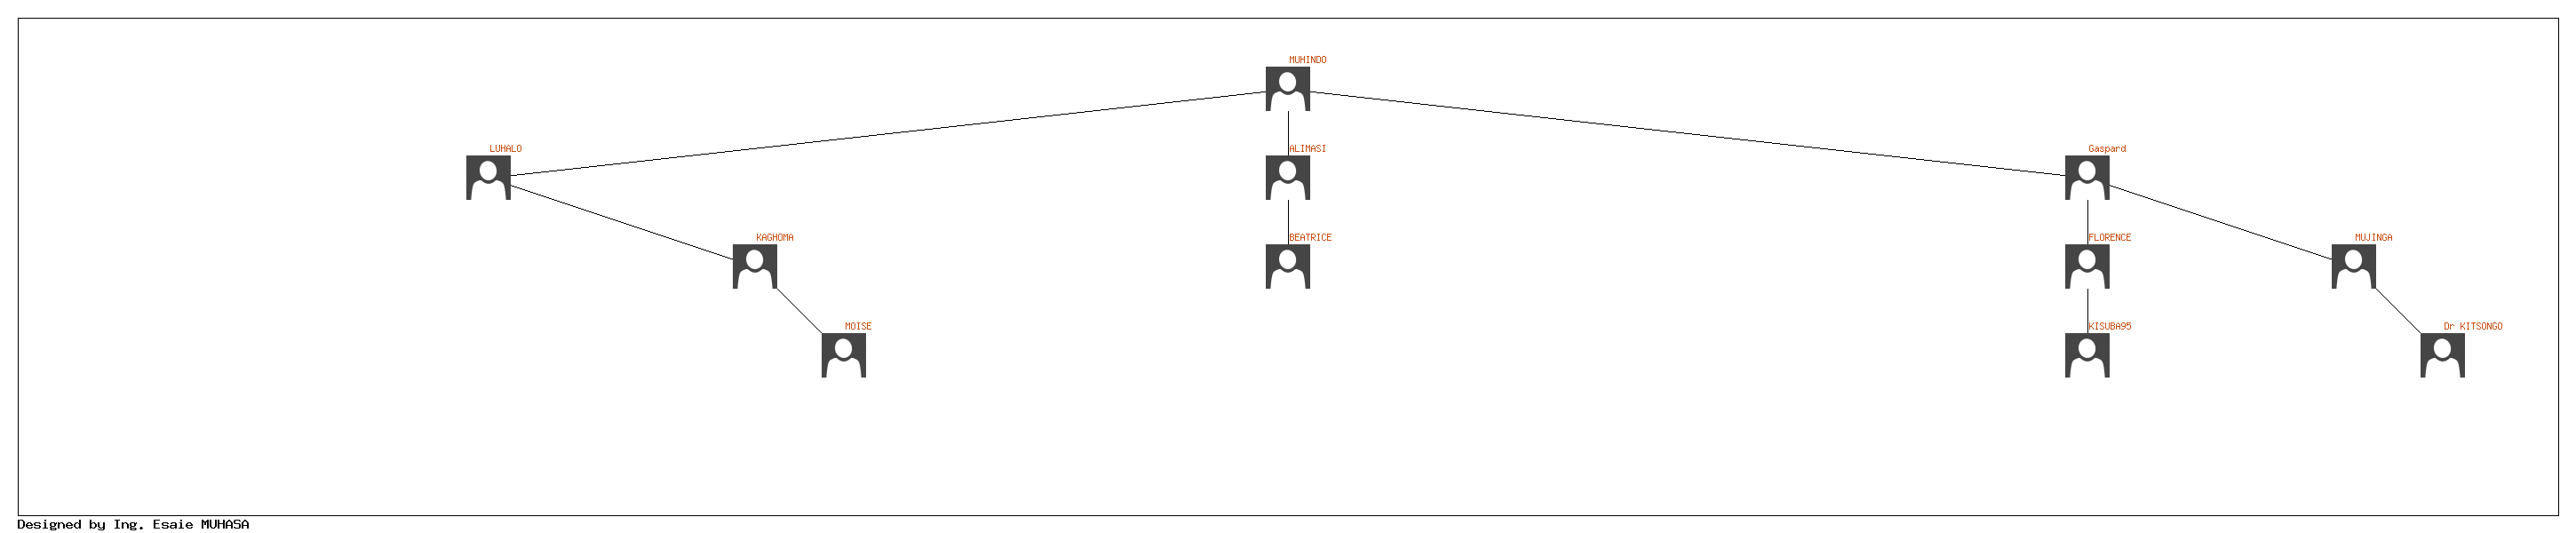 MUHINDO
LUHALO
ALIMASI
Gaspard
KAGHOMA
BEATRICE
FLORENCE
MUJINGA
MOISE
KISUBA95
Dr KITSONGO
Designed by Ing. Esaie MUHASA